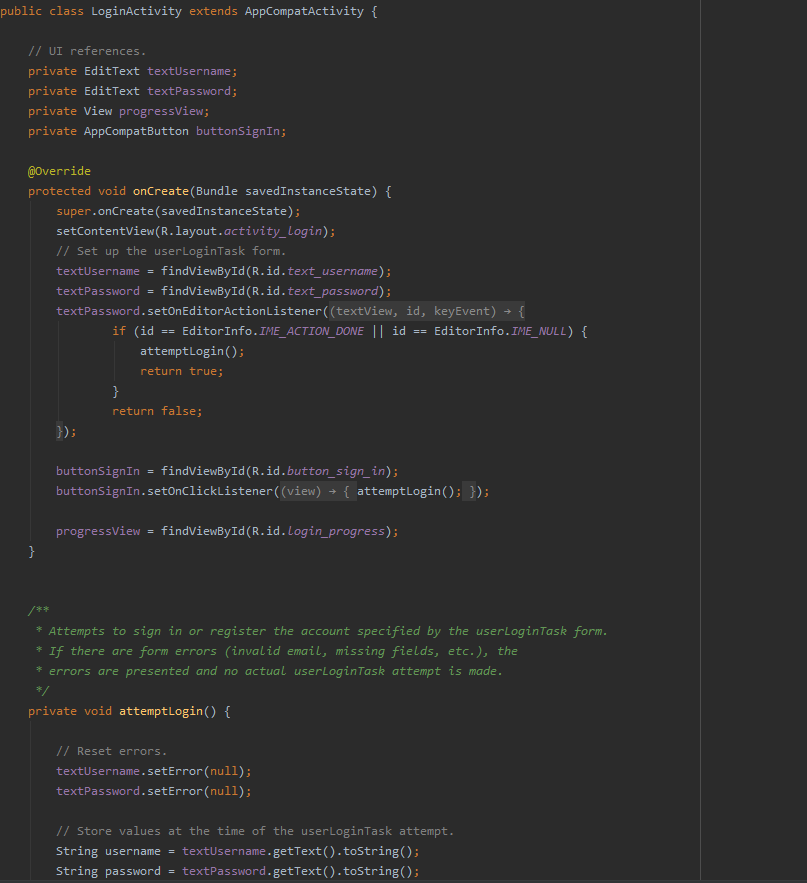 public class LoginActivity extends AppCompatActivity {
// UI references.
private EditText textUsername;
private EditText textPassword;
private View progressView;
private AppCompatButton buttonSignIn;
@Override
protected void onCreate(Bundle savedInstanceState) {
super.onCreate(savedInstanceState);
setContentView(R.layout.activity_login);
// Set up the userLoginTask form.
textUsername = findViewById(R.id.text_username);
textPassword = findViewById(R.id.text_password);
textPassword.setOnEditorActionListener((textView, id, keyEvent) → {
if (id == EditorInfo.IME_ACTION_DONE || id == EditorInfo.IME_NULL) {
attemptLogin();
return true;
}
return false;
});
buttonSignIn = findViewById(R.id.button_sign_in);
buttonSignIn.setOnClickListener((view) → { attemptLogin(); });
progressView = findViewById(R.id.login_progress);
}
/**
* Attempts to sign in or register the account specified by the userLoginTask form.
* If there are form errors (invalid email, missing fields, etc.), the
* errors are presented and no actual userLoginTask attempt is made.
*/
private void attemptLogin() {
// Reset errors.
textUsername.setError(null);
textPassword.setError(null);
// Store values at the time of the userLoginTask attempt.
String username = textUsername.getText().toString();
String password = textPassword.getText().toString();